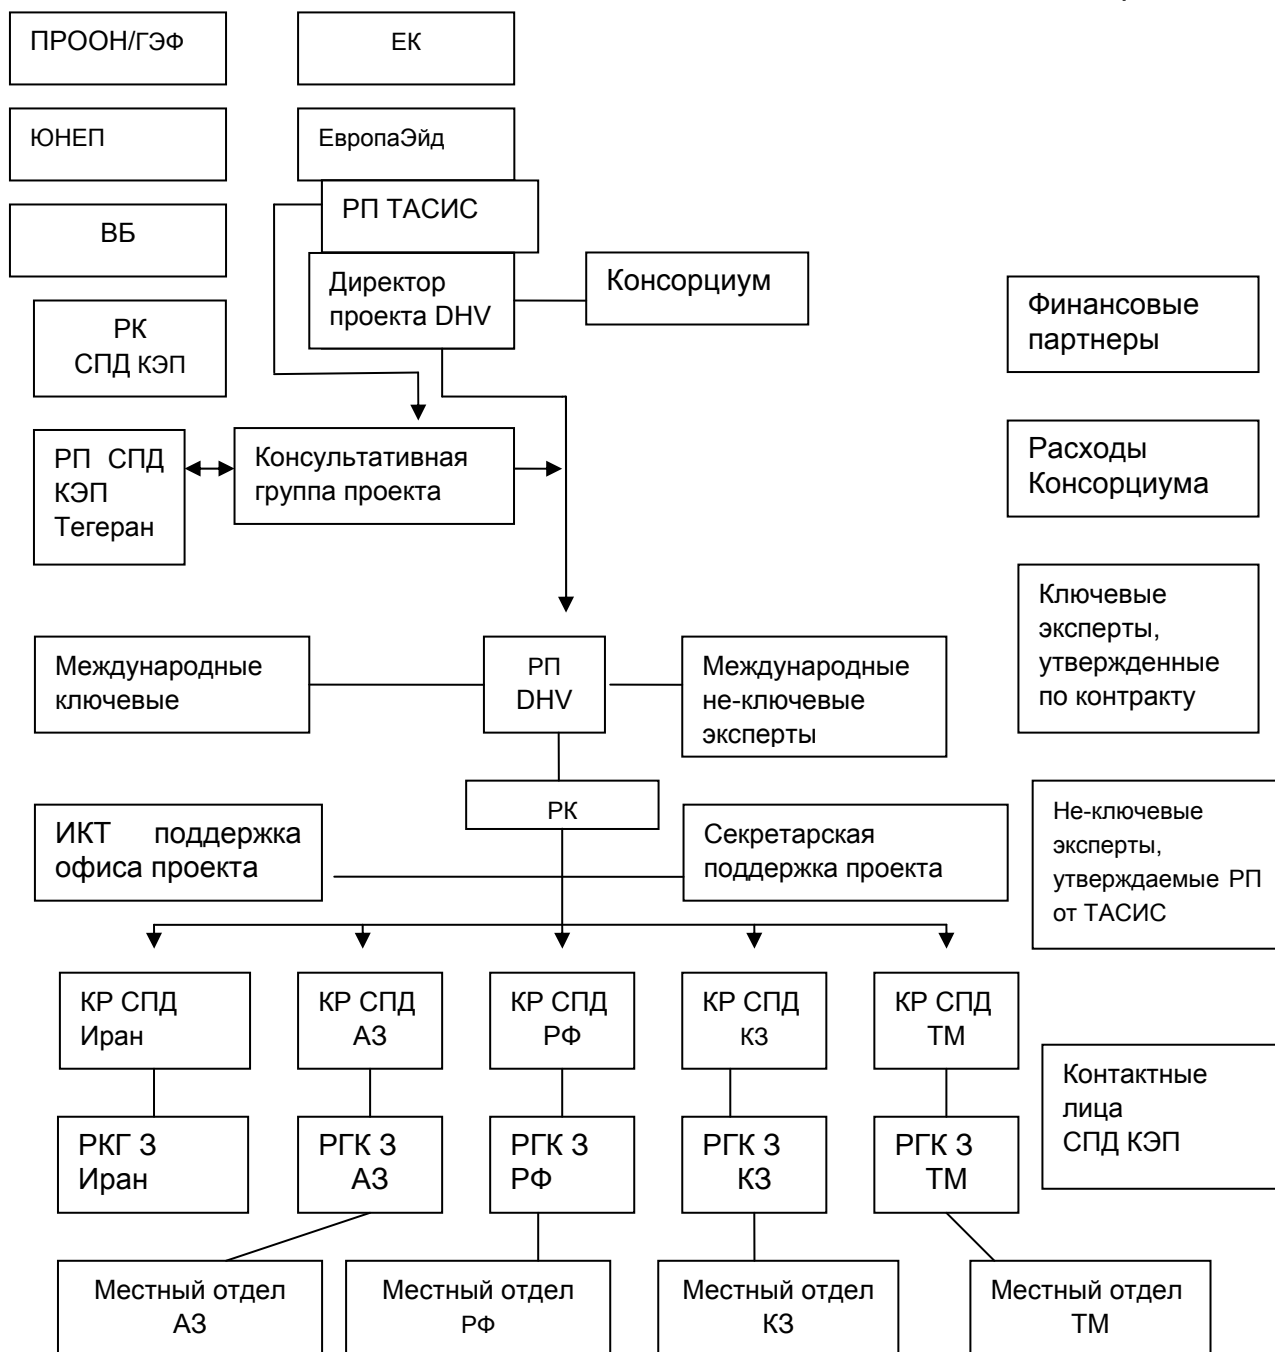 ПРООН/ГЭФ
ЕК
ЮНЕП
ЕвропаЭйд
РП ТАСИС
ВБ
Директор
проекта DHV
Консорциум
Финансовые
партнеры
РК
СПД КЭП
РП СПД
КЭП
Тегеран
Консультативная
группа проекта
Расходы
Консорциума
Ключевые
эксперты,
утвержденные
по контракту
Международные
ключевые
РП
DHV
Международные
не-ключевые
эксперты
РК
ИКТ поддержка
офиса проекта
Секретарская
поддержка проекта
Не-ключевые
эксперты,
утверждаемые РП
от ТАСИС
КР СПД
Иран
КР СПД
АЗ
КР СПД
РФ
КР СПД
КЗ
КР СПД
ТМ
Контактные
лица
СПД КЭП
РКГ З
Иран
РГК З
АЗ
РГК З
РФ
РГК З
КЗ
РГК З
ТМ
Местный отдел
АЗ
Местный отдел
РФ
Местный отдел
КЗ
Местный отдел
ТМ